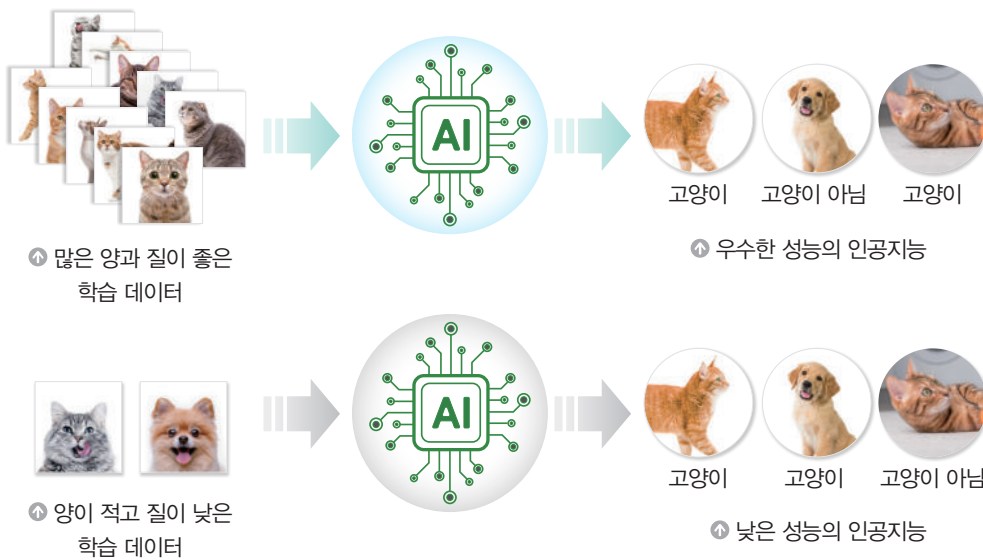 AI
고양이
고양이 아님
고양이
많은 양과 질이 좋은
학습 데이터
우수한 성능의 인공지능
AI
고양이
고양이
고양이 아님
양이 적고 질이 낮은
학습 데이터
낮은 성능의 인공지능